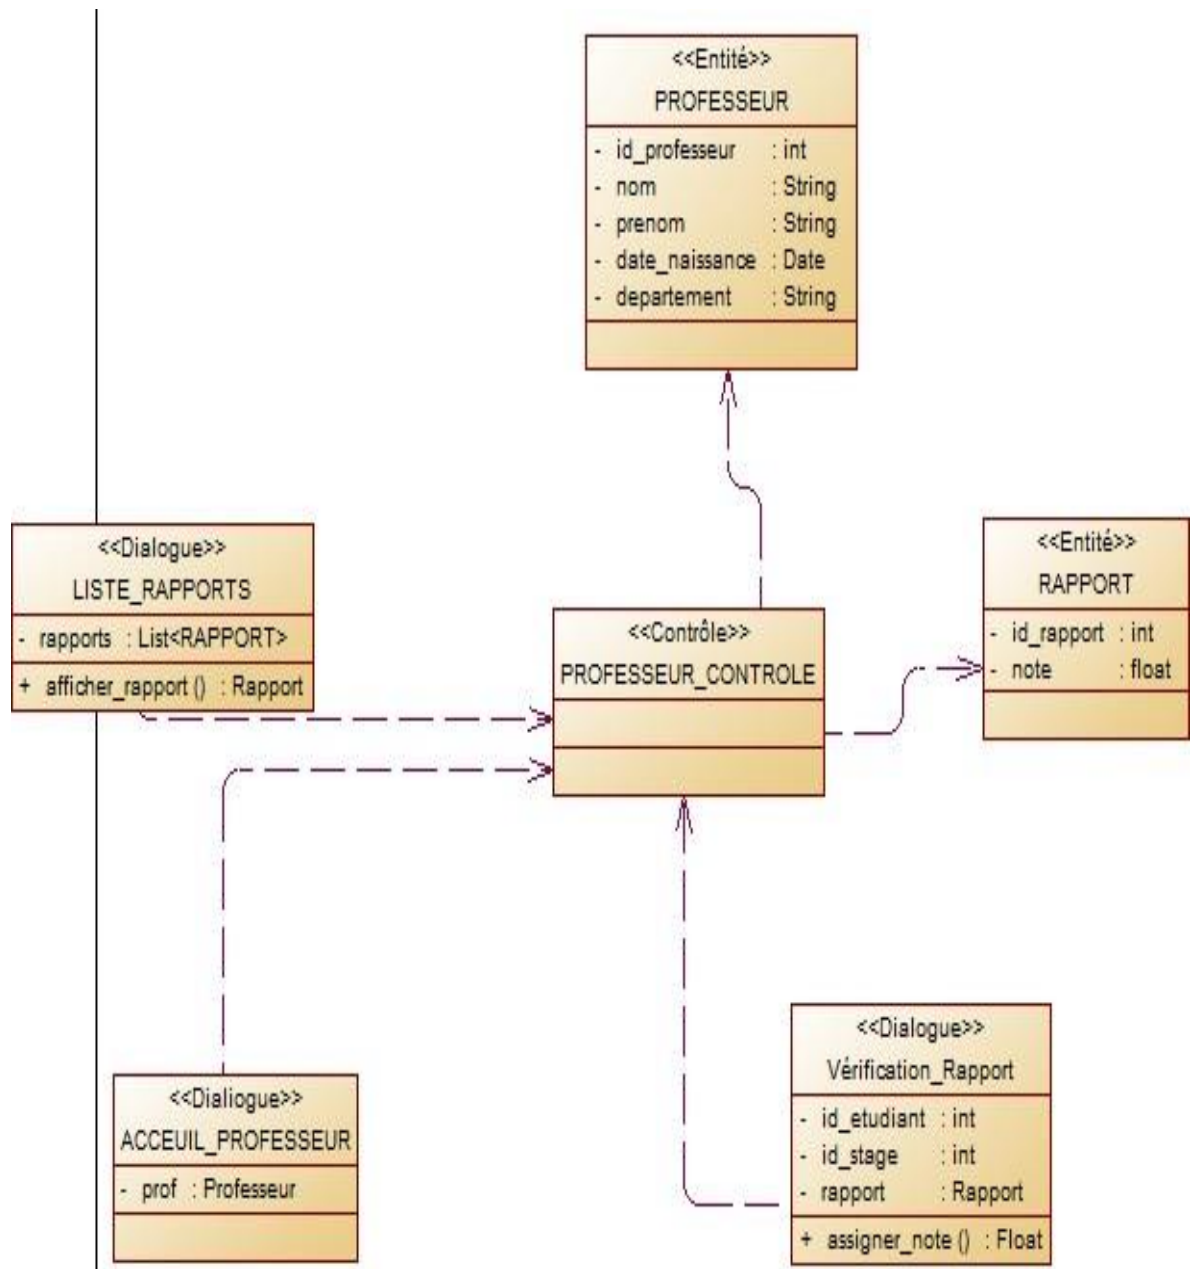 <<Entité>>
PROFESSEUR
- id_professeur : int
- nom : String
- prenom : String
- date_naissance : Date
- departement : String
<<Dialogue>>
LISTE_RAPPORTS
- rapports : List<RAPPORT>
+ afficher_rapport () : Rapport
<<Contrôle>>
PROFESSEUR_CONTROLE
<<Entité>>
RAPPORT
- id_rapport : int
- note : float
<<Dialiogue>>
ACCEUIL_PROFESSEUR
- prof : Professeur
<<Dialogue>>
Vérification_Rapport
- id_etudiant : int
- id_stage : int
- rapport : Rapport
+ assigner_note () : Float